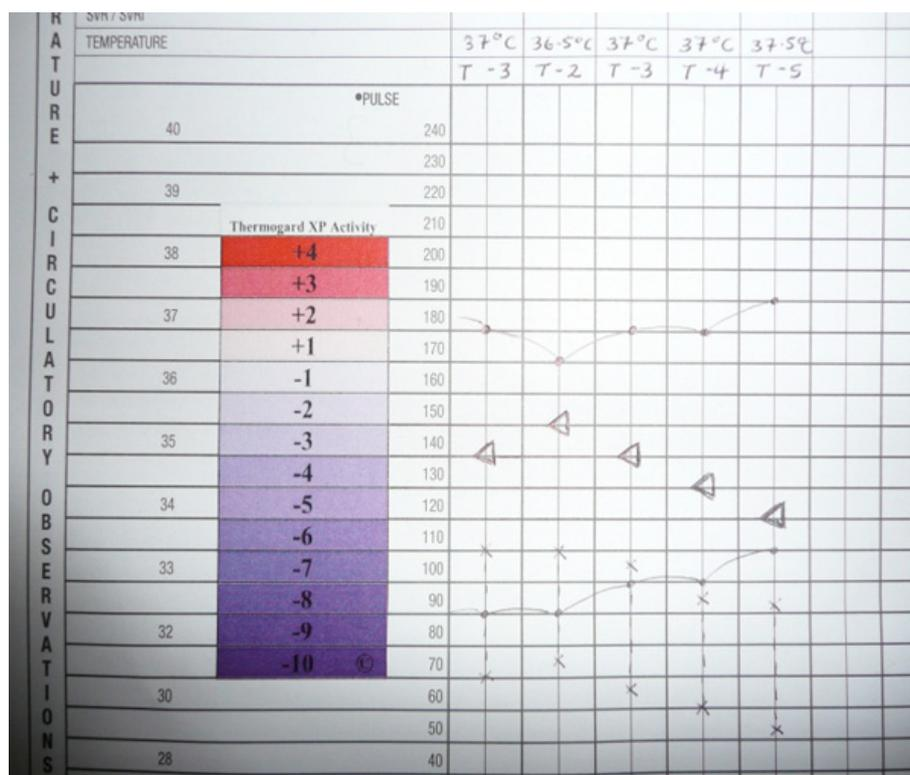 SVR / SVRI
TEMPERATURE 37°C 36.5°C 37°C 37°C 37.5°C
T -3 T -2 T -3 T -4 T -5
•PULSE
40 240
230
39 220
210
Thermogard XP Activity
38 +4 200
+3 190
37 +2 180
+1 170
36 -1 160
-2 150
35 -3 140
-4 130
34 -5 120
-6 110
33 -7 100
-8 90
32 -9 80
-10 © 70
30 60
50
28 40
RATURE + CIRCULATORY OBSERVATIONS